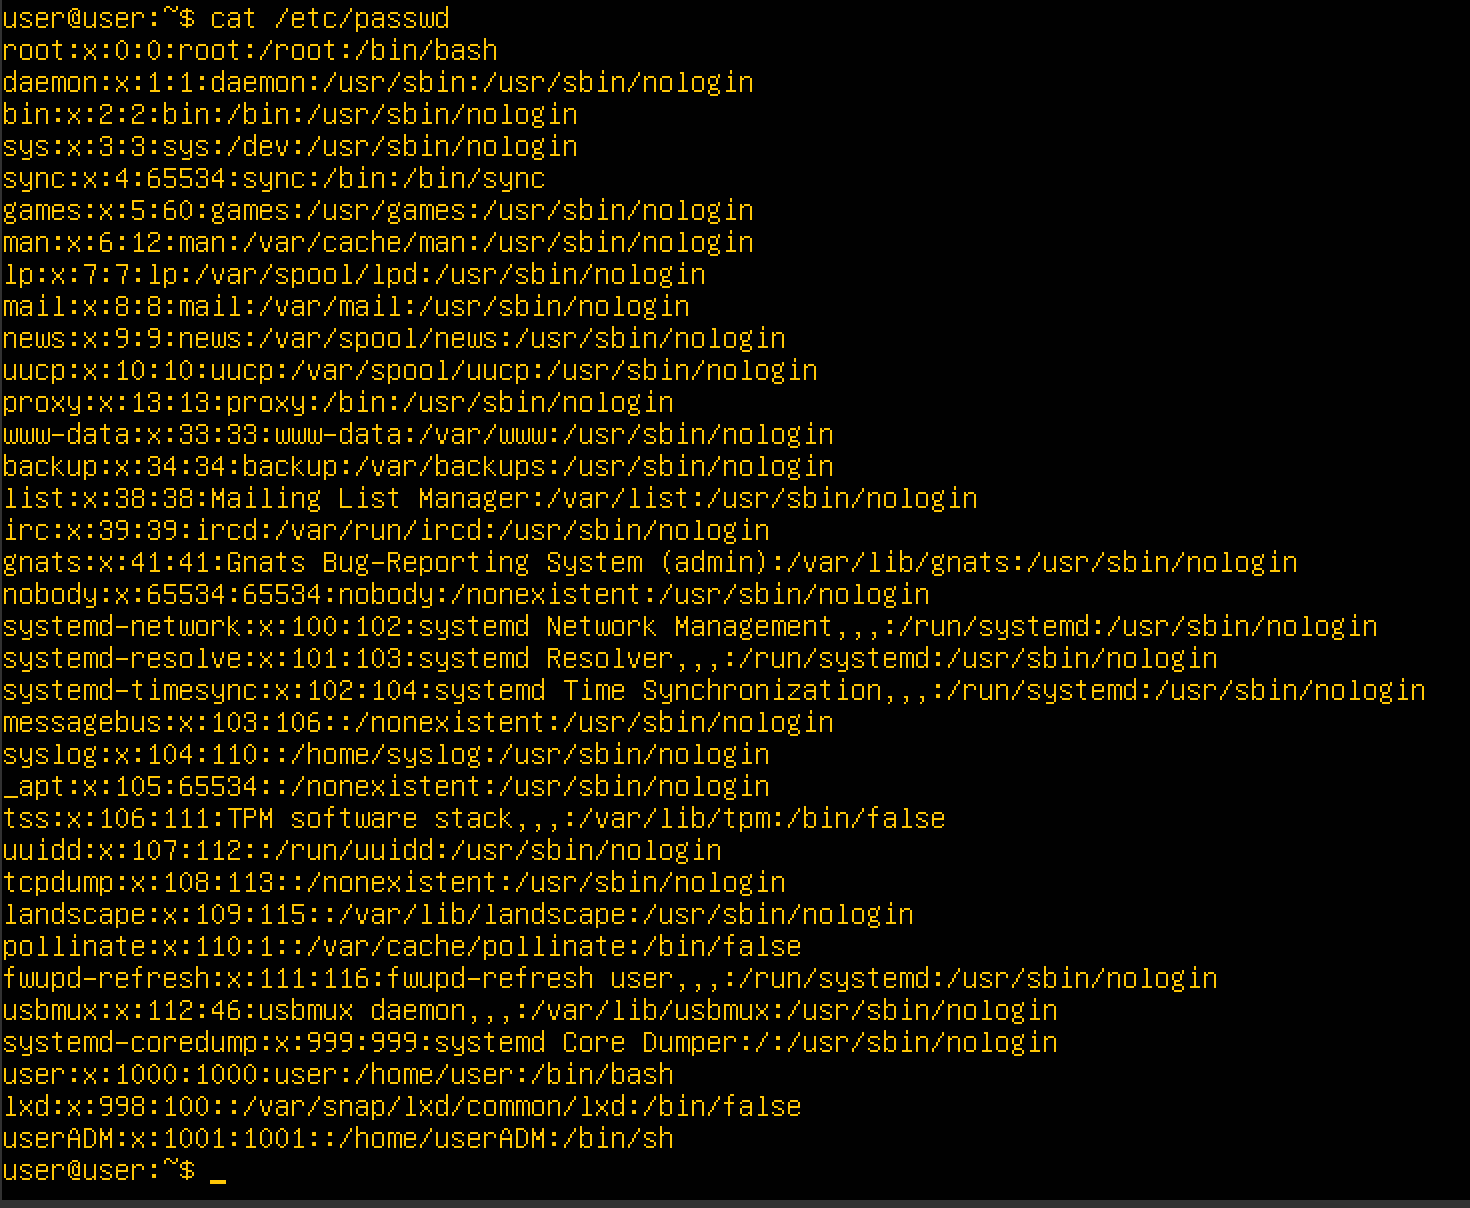 user@user:~$ cat /etc/passwd
root:x:0:0:root:/root:/bin/bash
daemon:x:1:1:daemon:/usr/sbin:/usr/sbin/nologin
bin:x:2:2:bin:/bin:/usr/sbin/nologin
sys:x:3:3:sys:/dev:/usr/sbin/nologin
sync:x:4:65534:sync:/bin:/bin/sync
games:x:5:60:games:/usr/games:/usr/sbin/nologin
man:x:6:12:man:/var/cache/man:/usr/sbin/nologin
lp:x:7:7:lp:/var/spool/lpd:/usr/sbin/nologin
mail:x:8:8:mail:/var/mail:/usr/sbin/nologin
news:x:9:9:news:/var/spool/news:/usr/sbin/nologin
uucp:x:10:10:uucp:/var/spool/uucp:/usr/sbin/nologin
proxy:x:13:13:proxy:/bin:/usr/sbin/nologin
www-data:x:33:33:www-data:/var/www:/usr/sbin/nologin
backup:x:34:34:backup:/var/backups:/usr/sbin/nologin
list:x:38:38:Mailing List Manager:/var/list:/usr/sbin/nologin
irc:x:39:39:ircd:/var/run/ircd:/usr/sbin/nologin
gnats:x:41:41:Gnats Bug-Reporting System (admin):/var/lib/gnats:/usr/sbin/nologin
nobody:x:65534:65534:nobody:/nonexistent:/usr/sbin/nologin
systemd-network:x:100:102:systemd Network Management,,,:/run/systemd:/usr/sbin/nologin
systemd-resolve:x:101:103:systemd Resolver,,,:/run/systemd:/usr/sbin/nologin
systemd-timesync:x:102:104:systemd Time Synchronization,,,:/run/systemd:/usr/sbin/nologin
messagebus:x:103:106::/nonexistent:/usr/sbin/nologin
syslog:x:104:110::/home/syslog:/usr/sbin/nologin
_apt:x:105:65534::/nonexistent:/usr/sbin/nologin
tss:x:106:111:TPM software stack,,,:/var/lib/tpm:/bin/false
uuidd:x:107:112::/run/uuidd:/usr/sbin/nologin
tcpdump:x:108:113::/nonexistent:/usr/sbin/nologin
landscape:x:109:115::/var/lib/landscape:/usr/sbin/nologin
pollinate:x:110:1::/var/cache/pollinate:/bin/false
fwupd-refresh:x:111:116:fwupd-refresh user,,,:/run/systemd:/usr/sbin/nologin
usbmux:x:112:46:usbmux daemon,,,:/var/lib/usbmux:/usr/sbin/nologin
systemd-coredump:x:999:999:systemd Core Dumper:/:/usr/sbin/nologin
user:x:1000:1000:user:/home/user:/bin/bash
lxd:x:998:100::/var/snap/lxd/common/lxd:/bin/false
userADM:x:1001:1001::/home/userADM:/bin/sh
user@user:~$ _